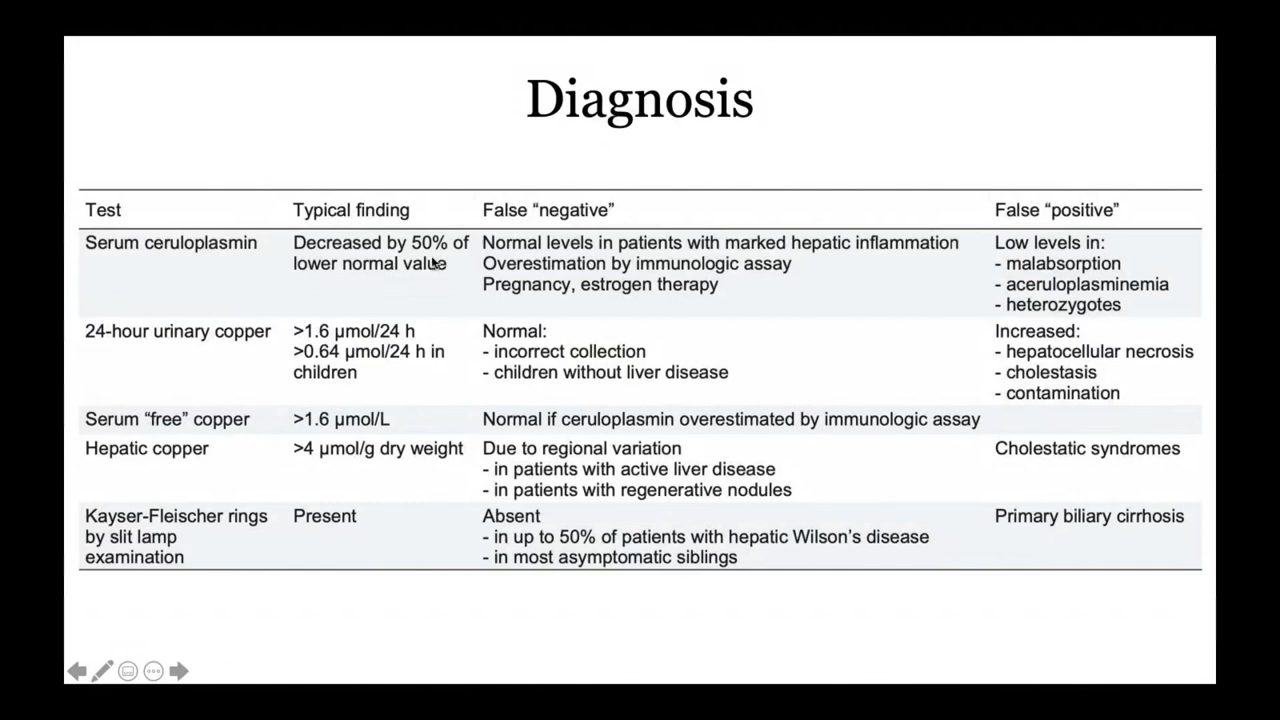 Diagnosis
Test Typical finding False “negative” False “positive”
Serum ceruloplasmin Decreased by 50% of Normal levels in patients with marked hepatic inflammation Low levels in:
lower normal value Overestimation by immunologic assay - malabsorption
Pregnancy, estrogen therapy - aceruloplasminemia
- heterozygotes
24-hour urinary copper >1.6 µmol/24 h Normal: Increased:
>0.64 µmol/24 h in - incorrect collection - hepatocellular necrosis
children - children without liver disease - cholestasis
- contamination
Serum “free” copper >1.6 µmol/L Normal if ceruloplasmin overestimated by immunologic assay
Hepatic copper >4 µmol/g dry weight Due to regional variation Cholestatic syndromes
- in patients with active liver disease
- in patients with regenerative nodules
Kayser-Fleischer rings Present Absent Primary biliary cirrhosis
by slit lamp - in up to 50% of patients with hepatic Wilson’s disease
examination - in most asymptomatic siblings